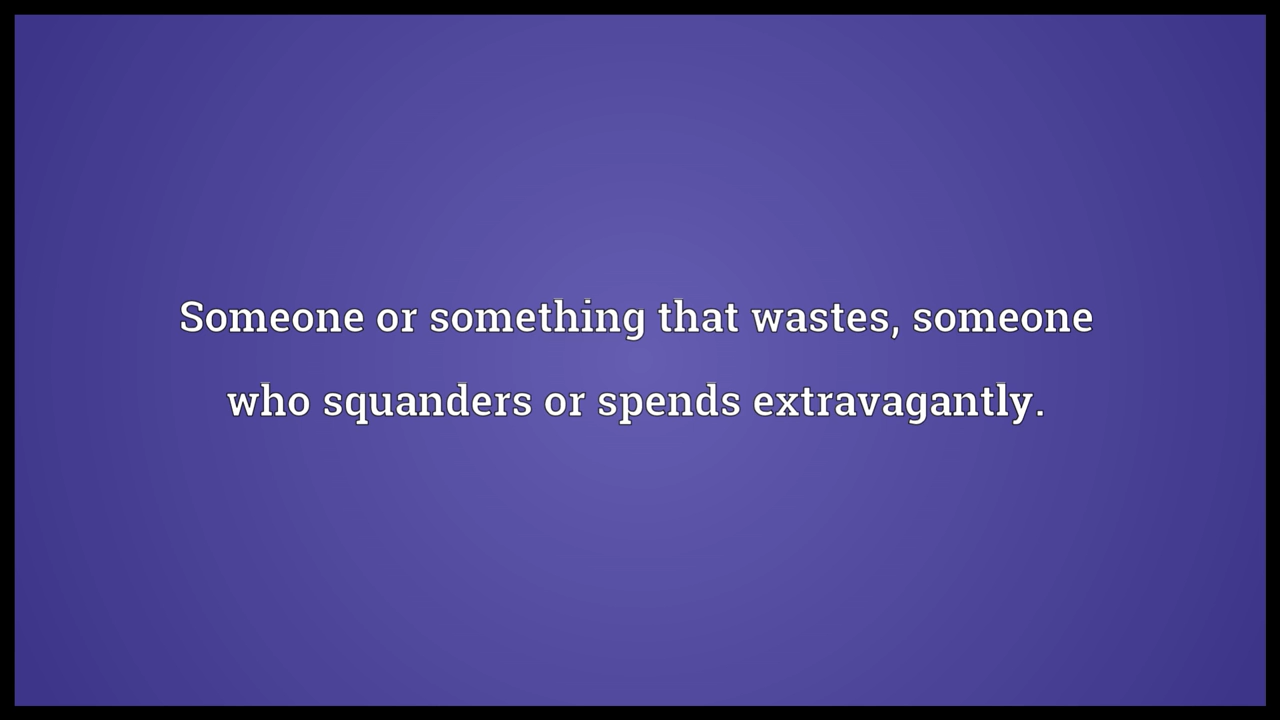 Someone or something that wastes, someone
who squanders or spends extravagantly.